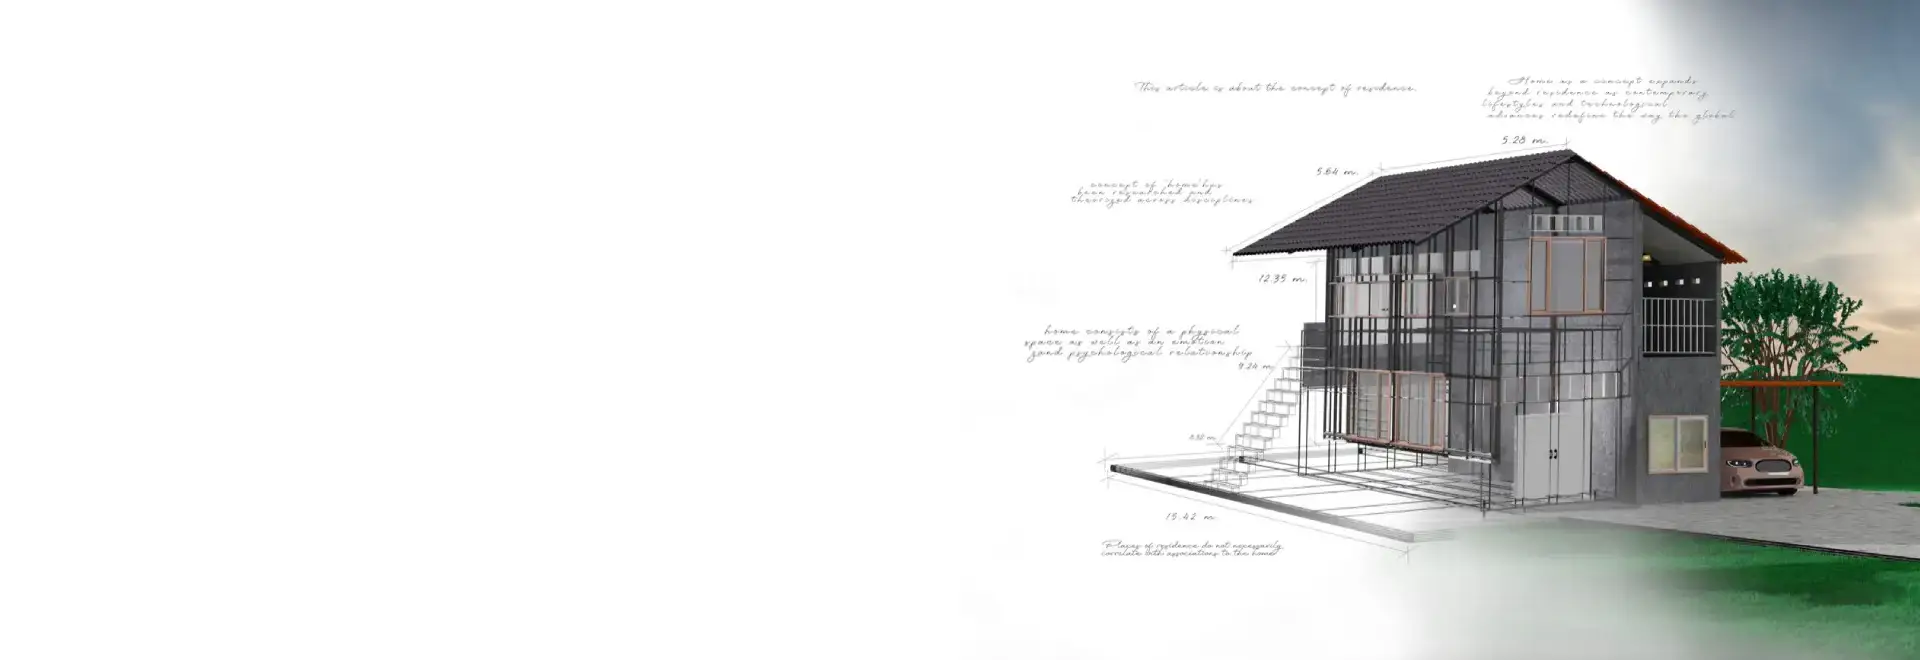 This article is about the concept of residence.
Home as a concept expands
beyond residence as contemporary
lifestyles and technological
advances redefine the way the global
5.28 m.
5.64 m.
concept of 'home' has
been researched and
theorized across disciplines
12.35 m.
home consists of a physical
space as well as an emotion
and psychological relationship
9.24 m.
15.42 m.
Places of residence do not necessarily
correlate with associations to the home